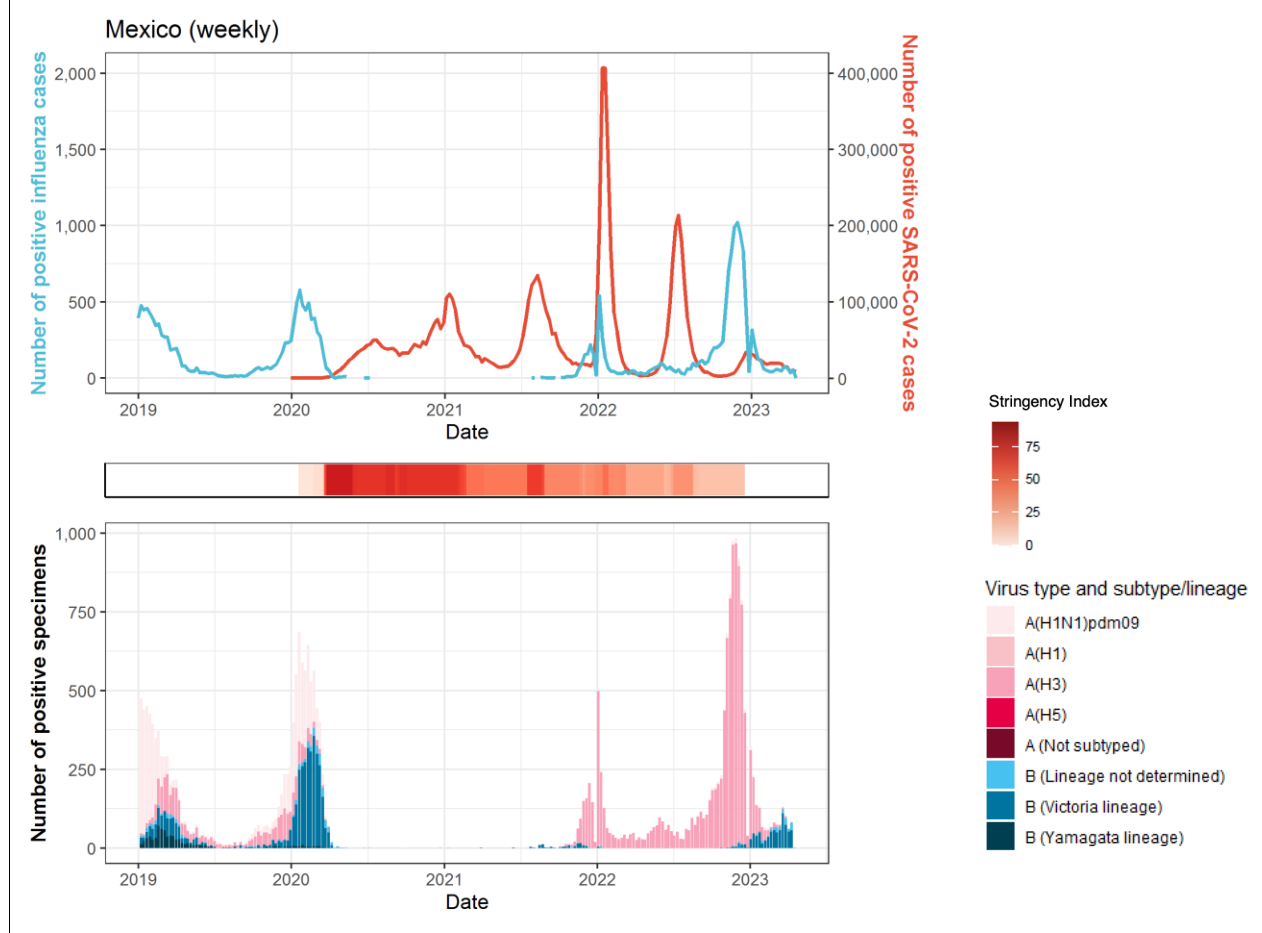 Mexico (weekly)
Number of positive influenza cases
2,000
1,500
1,000
500
0
400,000
300,000
200,000
100,000
0
Number of positive SARS-CoV-2 cases
2019 2020 2021 2022 2023
Date
Stringency Index
75
50
25
0
Number of positive specimens
1,000
750
500
250
0
2019 2020 2021 2022 2023
Date
Virus type and subtype/lineage
A(H1N1)pdm09
A(H1)
A(H3)
A(H5)
A (Not subtyped)
B (Lineage not determined)
B (Victoria lineage)
B (Yamagata lineage)